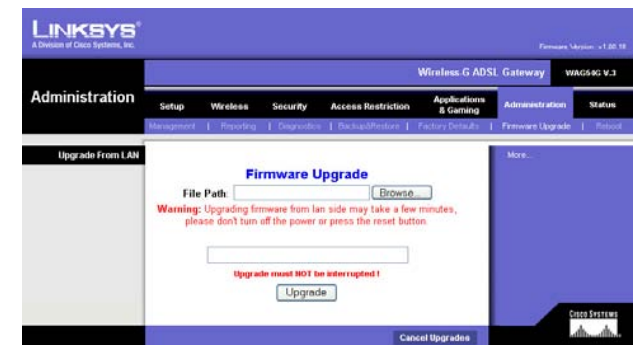 LINKSYS®
A Division of Cisco Systems, Inc.
Firmware Version: v1.00.18
Wireless-G ADSL Gateway WAG54G V.3
Administration
Setup Wireless Security Access Restriction Applications & Gaming Administration Status
Management | Reporting | Diagnostics | Backup&Restore | Factory Defaults | Firmware Upgrade | Reboot
Upgrade From LAN
More...
Firmware Upgrade
File Path: Browse...
Warning: Upgrading firmware from lan side may take a few minutes,
please don't turn off the power or press the reset button.
Upgrade must NOT be interrupted !
Upgrade
CISCO SYSTEMS
Cancel Upgrades